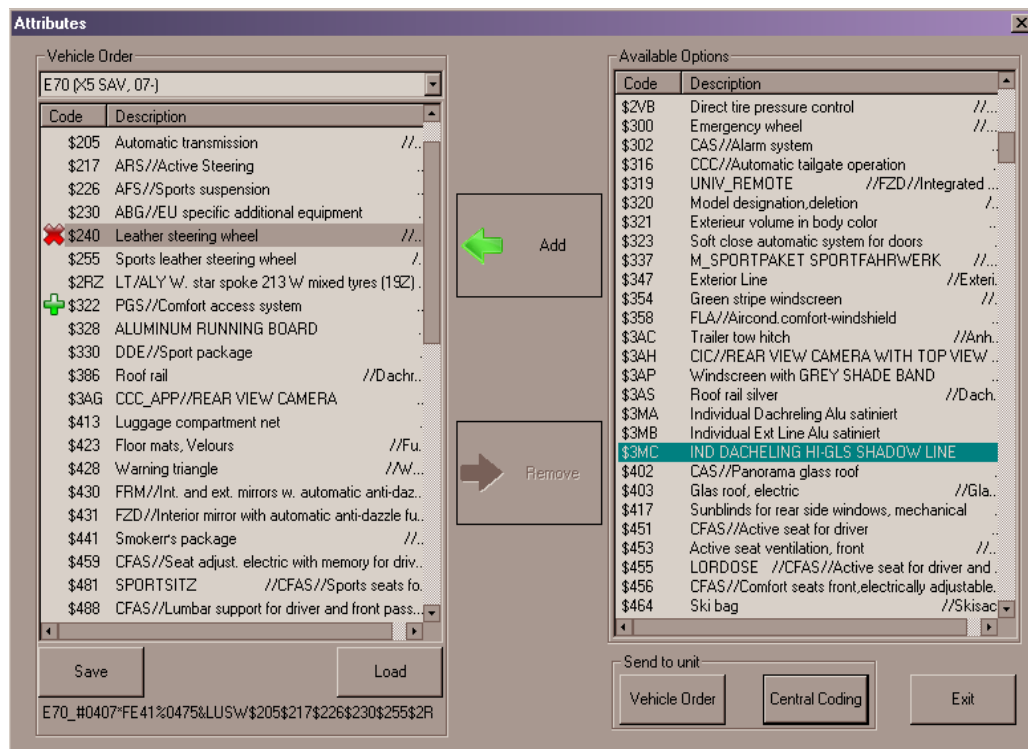 Attributes
Vehicle Order
E70 (X5 SAV, 07-)
Code Description
$205 Automatic transmission //..
$217 ARS//Active Steering ..
$226 AFS//Sports suspension ..
$230 ABG//EU specific additional equipment .
$240 Leather steering wheel //..
$255 Sports leather steering wheel /.
$2RZ LT/ALY W. star spoke 213 W mixed tyres (19Z) .
$322 PGS//Comfort access system ..
$328 ALUMINUM RUNNING BOARD .
$330 DDE//Sport package .
$386 Roof rail //Dachr..
$3AG CCC_APP//REAR VIEW CAMERA ..
$413 Luggage compartment net .
$423 Floor mats, Velours //Fu.
$428 Warning triangle //W...
$430 FRM//Int. and ext. mirrors w. automatic anti-daz..
$431 FZD//Interior mirror with automatic anti-dazzle fu..
$441 Smokerr's package //..
$459 CFAS//Seat adjust. electric with memory for driv..
$481 SPORTSITZ //CFAS//Sports seats fo.
$488 CFAS//Lumbar support for driver and front pass...
Save
Load
E70_#0407*FE41%0475&LUSW$205$217$226$230$255$2R
Add
Remove
Available Options
Code Description
$2VB Direct tire pressure control //...
$300 Emergency wheel //...
$302 CAS//Alarm system .
$316 CCC//Automatic tailgate operation .
$319 UNIV_REMOTE //FZD//Integrated ...
$320 Model designation,deletion /..
$321 Exterieur volume in body color ..
$323 Soft close automatic system for doors .
$337 M_SPORTPAKET SPORTFAHRWERK //...
$347 Exterior Line //Exteri.
$354 Green stripe windscreen //.
$358 FLA//Aircond.comfort-windshield ..
$3AC Trailer tow hitch //Anh..
$3AH CIC//REAR VIEW CAMERA WITH TOP VIEW ..
$3AP Windscreen with GREY SHADE BAND ..
$3AS Roof rail silver //Dach.
$3MA Individual Dachreling Alu satiniert
$3MB Individual Ext Line Alu satiniert
$3MC IND DACHELING HI-GLS SHADOW LINE
$402 CAS//Panorama glass roof .
$403 Glas roof, electric //Gla..
$417 Sunblinds for rear side windows, mechanical .
$451 CFAS//Active seat for driver ..
$453 Active seat ventilation, front //..
$455 LORDOSE //CFAS//Active seat for driver and .
$456 CFAS//Comfort seats front,electrically adjustable.
$464 Ski bag //Skisac
Send to unit
Vehicle Order
Central Coding
Exit